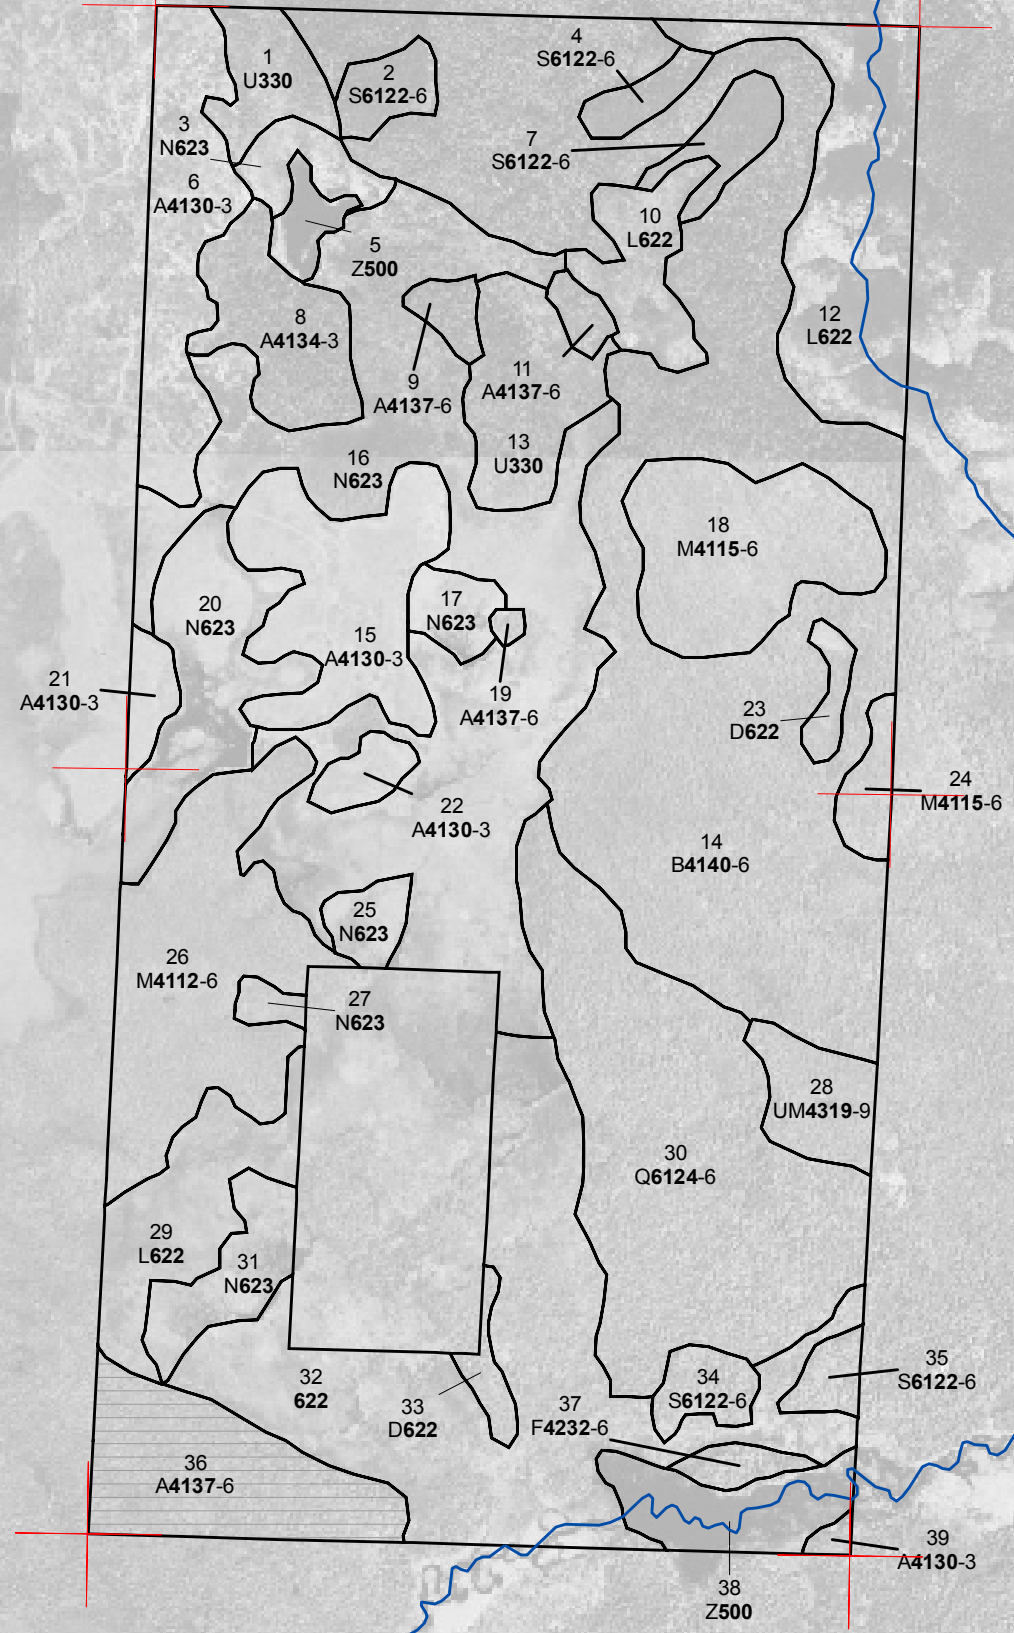 1
U330
2
S6122-6
4
S6122-6
3
N623
7
S6122-6
6
A4130-3
10
L622
5
Z500
8
A4134-3
12
L622
9
A4137-6
11
A4137-6
13
U330
16
N623
18
M4115-6
20
N623
17
N623
15
A4130-3
21
A4130-3
19
A4137-6
23
D622
24
M4115-6
22
A4130-3
14
B4140-6
25
N623
26
M4112-6
27
N623
28
UM4319-9
30
Q6124-6
29
L622
31
N623
32
622
33
D622
34
S6122-6
35
S6122-6
37
F4232-6
36
A4137-6
39
A4130-3
38
Z500